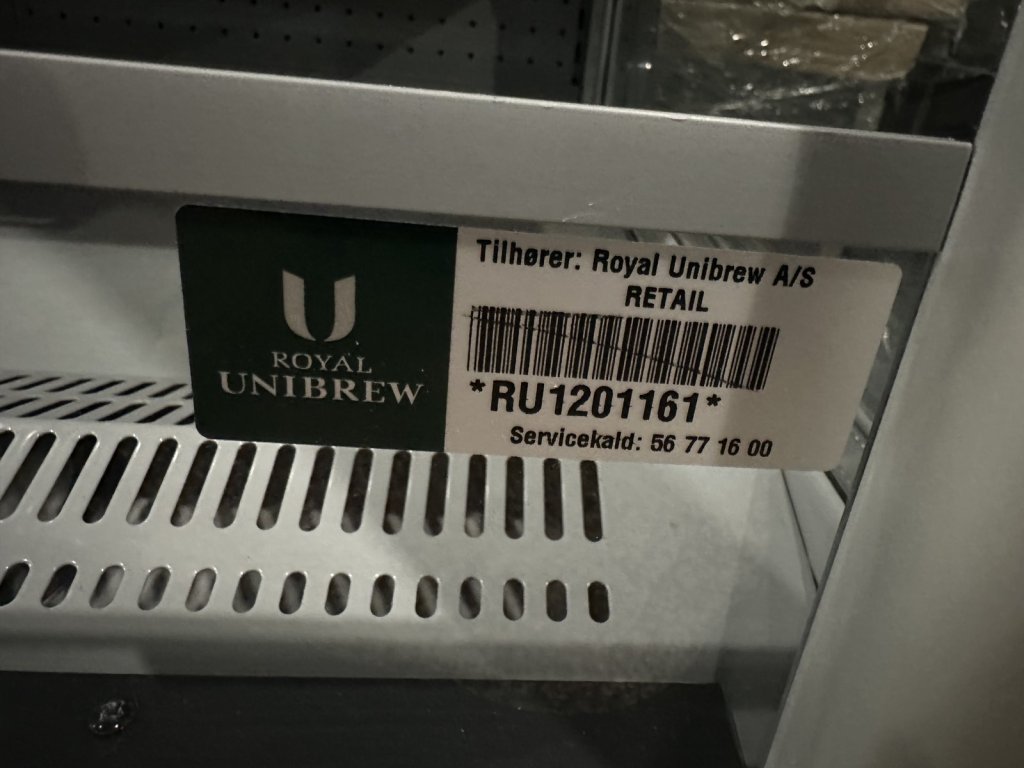 ROYAL
UNIBREW
Tilhører: Royal Unibrew A/S
RETAIL
*RU1201161*
Servicekald: 56 77 16 00